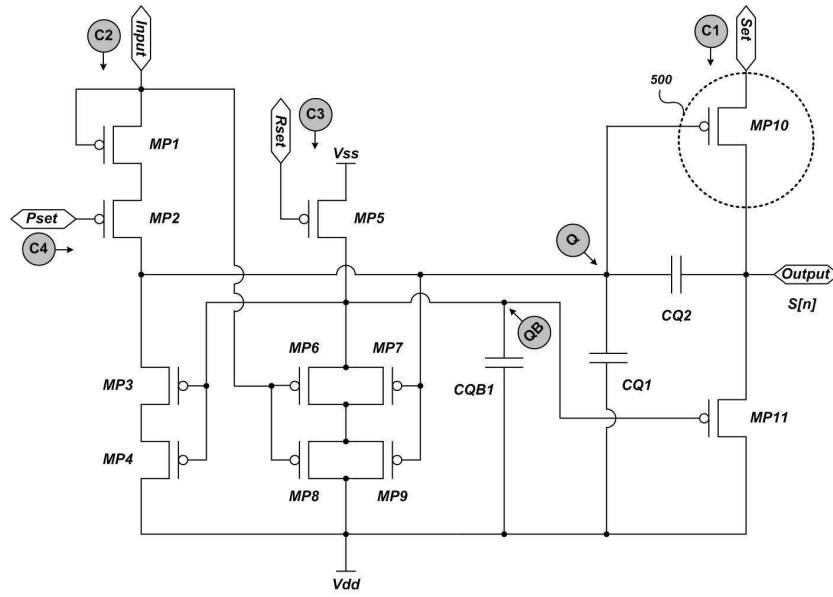 C2
Input
C1
Set
500
C3
Rset
MP1
Vss
MP10
MP2
MP5
Pset
C4
Q
Output
S[n]
CQ2
QB
MP6
MP7
MP3
CQB1
CQ1
MP11
MP4
MP8
MP9
Vdd